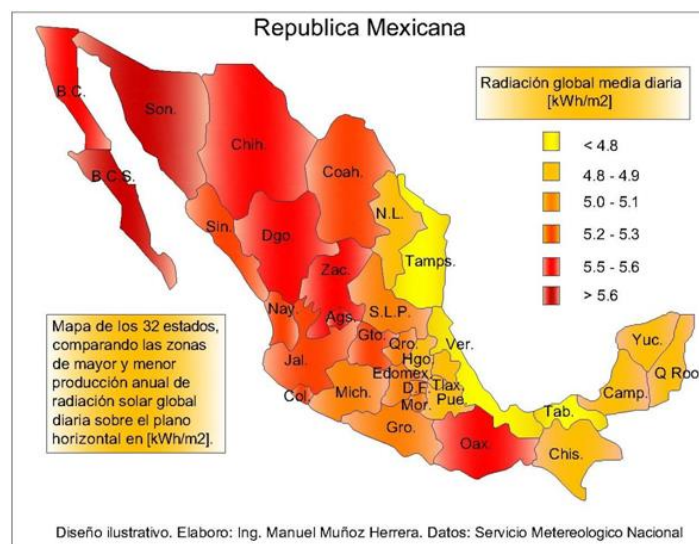 Republica Mexicana
Radiación global media diaria
[kWh/m2]
< 4.8
4.8 - 4.9
5.0 - 5.1
5.2 - 5.3
5.5 - 5.6
> 5.6
B.C.
Son.
Chih.
Coah.
B.C.S.
N.L.
Sin.
Dgo.
Tamps.
Zac.
Nay.
Ags.
S.L.P.
Gto.
Qro.
Ver.
Yuc.
Jal.
Hgo.
Q Roo
Edomex.
Tlax.
Col.
Mich.
D.F.
Pue.
Camp.
Mor.
Tab.
Gro.
Oax.
Chis.
Mapa de los 32 estados,
comparando las zonas
de mayor y menor
producción anual de
radiación solar global
diaria sobre el plano
horizontal en [kWh/m2].
Diseño ilustrativo. Elaboro: Ing. Manuel Muñoz Herrera. Datos: Servicio Metereologico Nacional